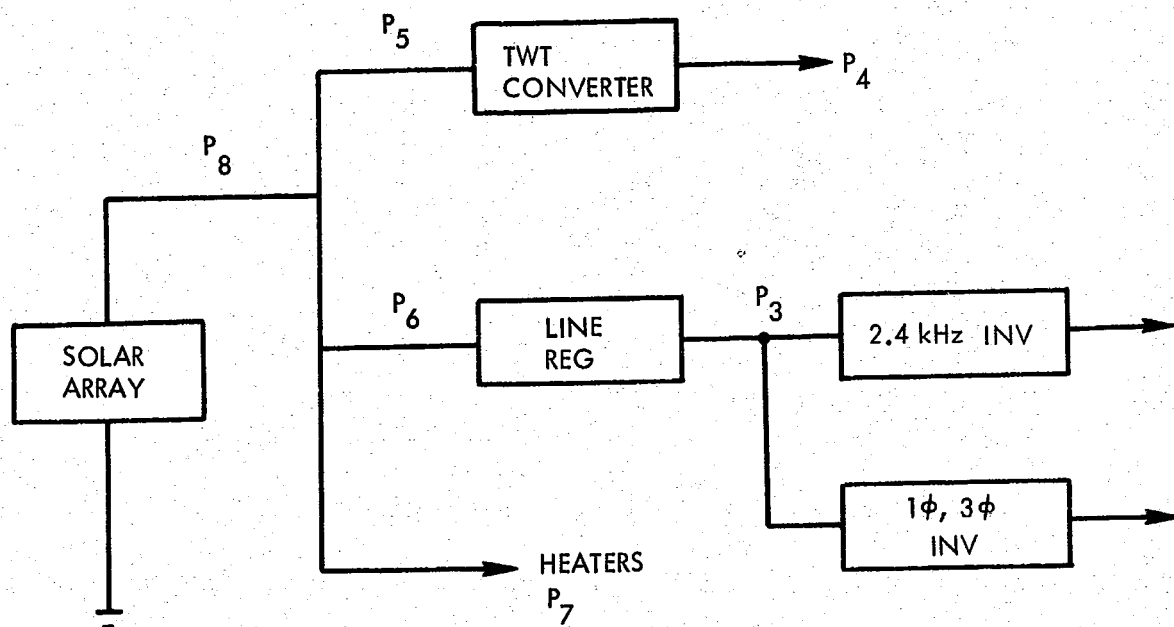 P5
TWT
CONVERTER
P4
P8
P6
LINE
REG
P3
2.4 kHz INV
SOLAR
ARRAY
1ϕ, 3ϕ
INV
HEATERS
P7